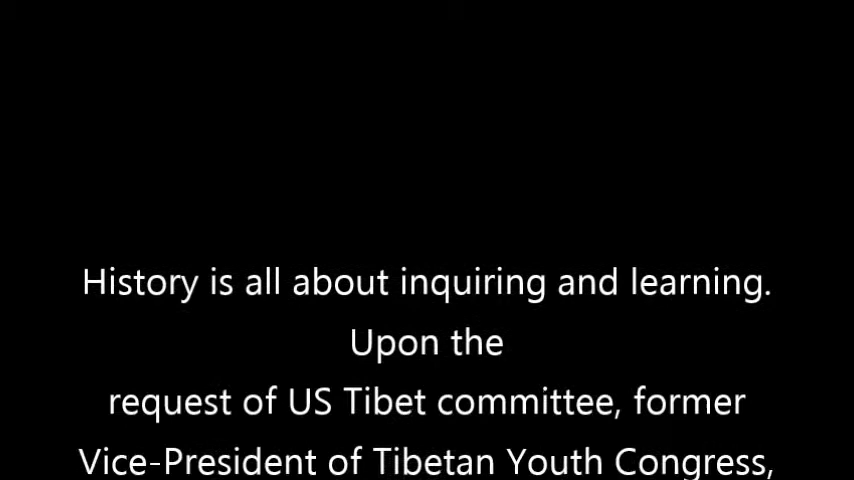 History is all about inquiring and learning.
Upon the
request of US Tibet committee, former
Vice-President of Tibetan Youth Congress,